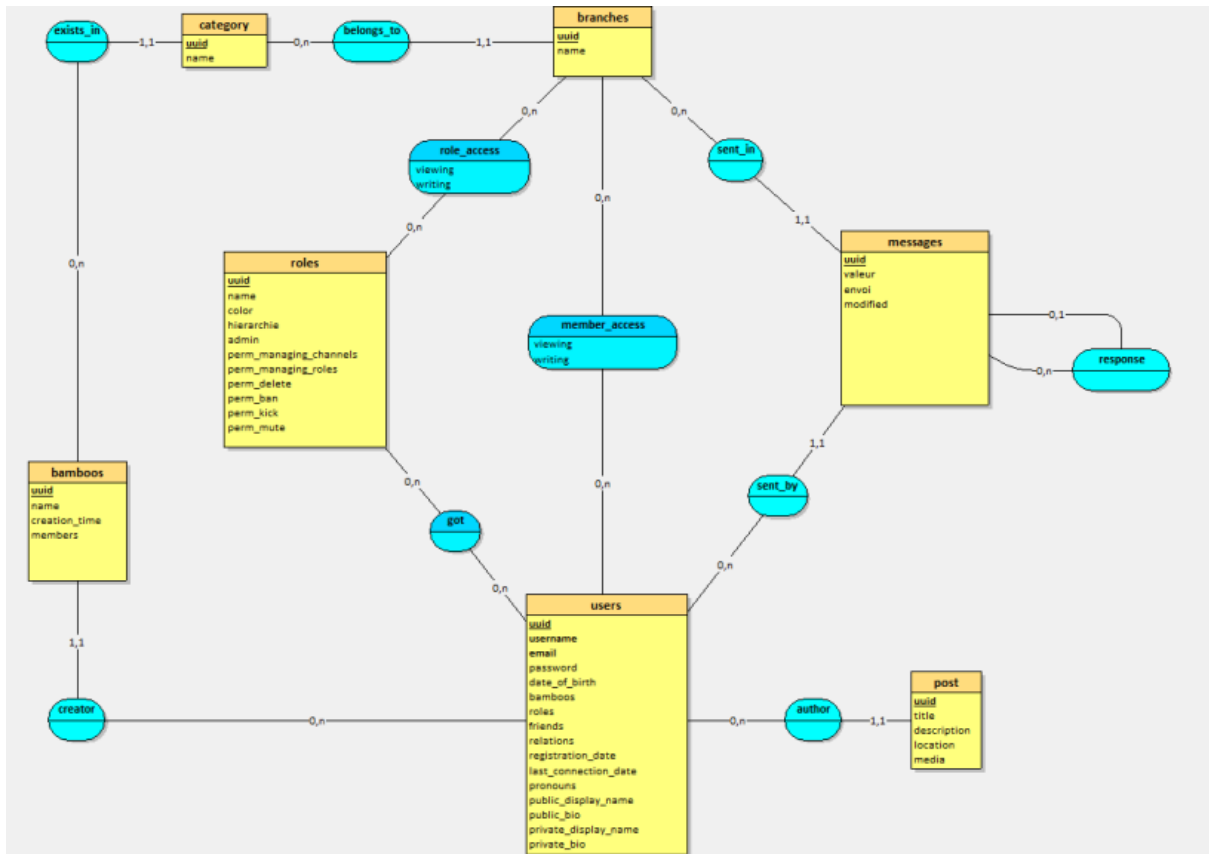 exists_in
1,1
category
uuid
name
0,n
belongs_to
1,1
branches
uuid
name
0,n
0,n
0,n
role_access
viewing
writing
0,n
sent_in
1,1
0,n
roles
uuid
name
color
hierarchie
admin
perm_managing_channels
perm_managing_roles
perm_delete
perm_ban
perm_kick
perm_mute
member_access
viewing
writing
messages
uuid
valeur
envoi
modified
0,1
response
0,n
bamboos
uuid
name
creation_time
members
0,n
got
0,n
0,n
1,1
sent_by
0,n
users
uuid
username
email
password
date_of_birth
bamboos
roles
friends
relations
registration_date
last_connection_date
pronouns
public_display_name
public_bio
private_display_name
private_bio
1,1
creator
0,n
0,n
author
1,1
post
uuid
title
description
location
media